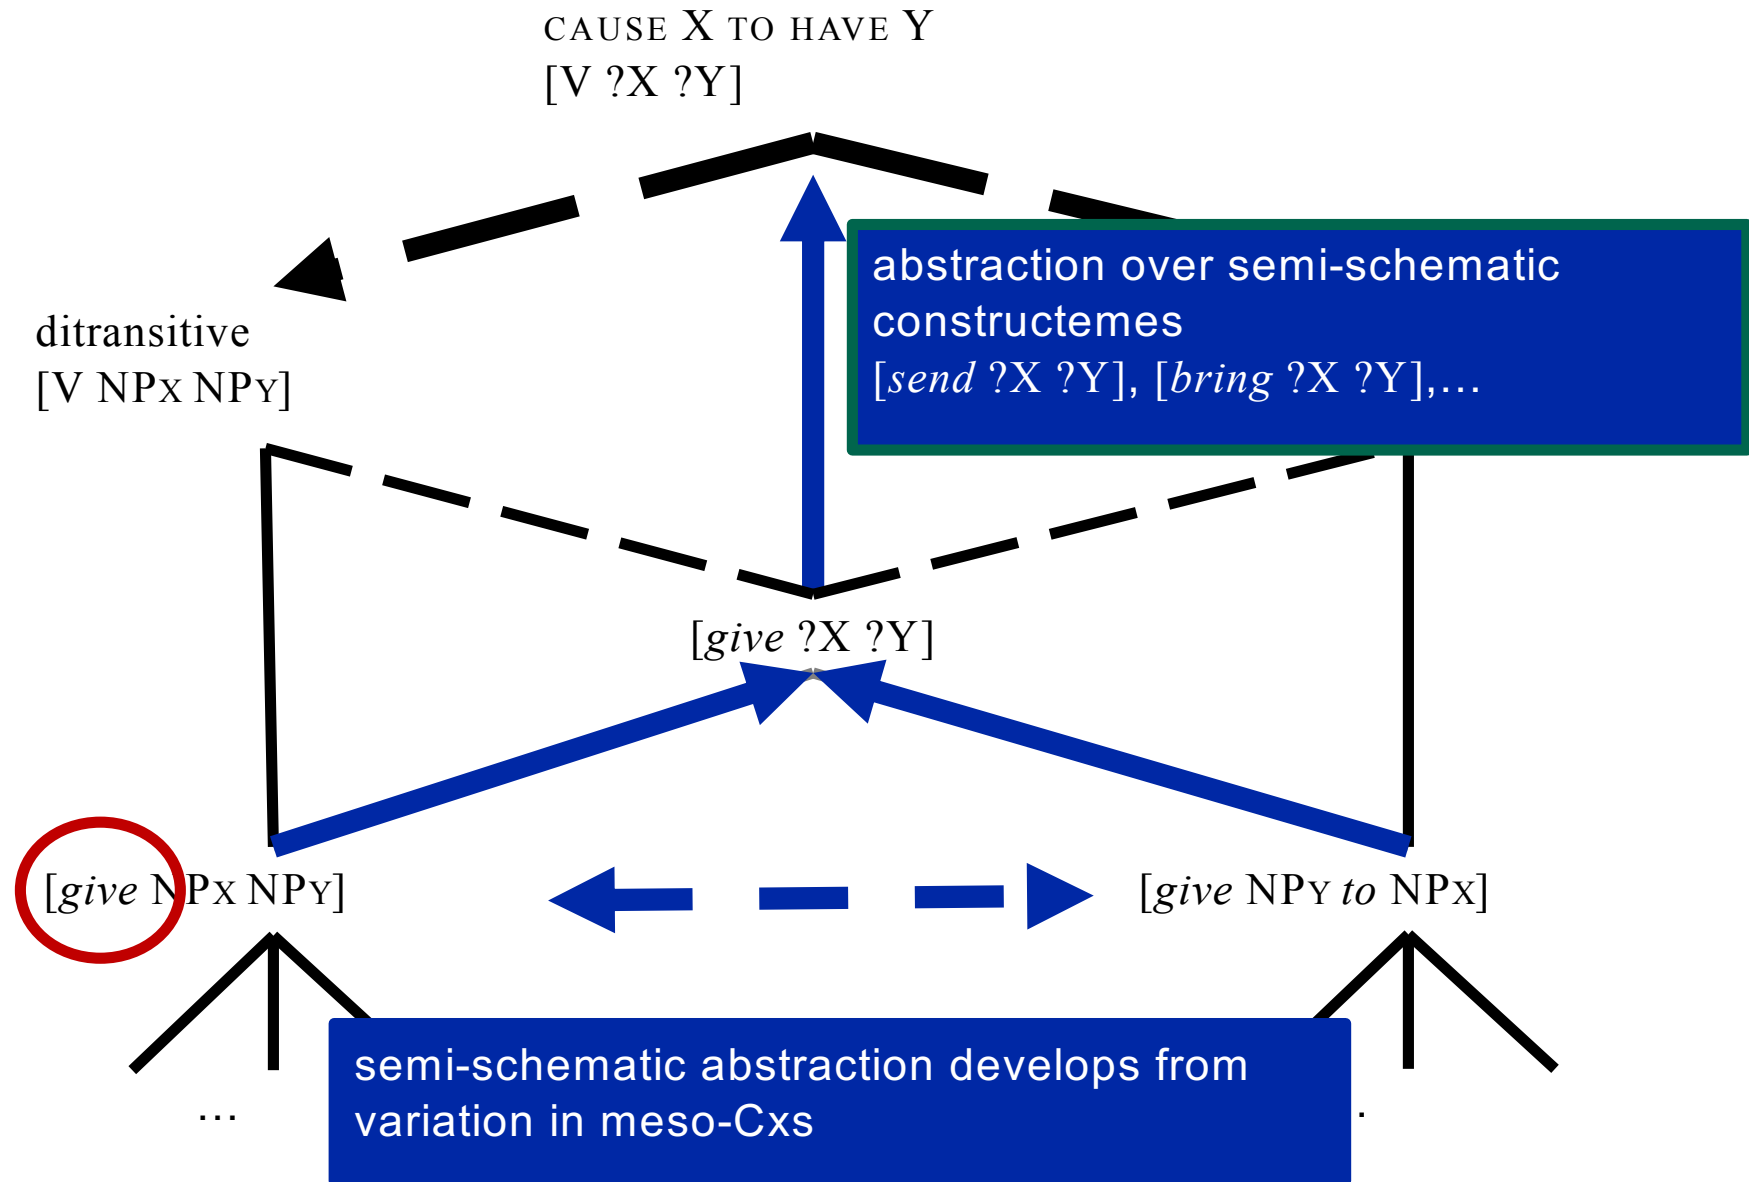 CAUSE X TO HAVE Y
[V ?X ?Y]
abstraction over semi-schematic
constructemes
[send ?X ?Y], [bring ?X ?Y],...
ditransitive
[V NPX NPY]
[give ?X ?Y]
[give NPX NPY]
[give NPY to NPX]
semi-schematic abstraction develops from
variation in meso-Cxs
...
.